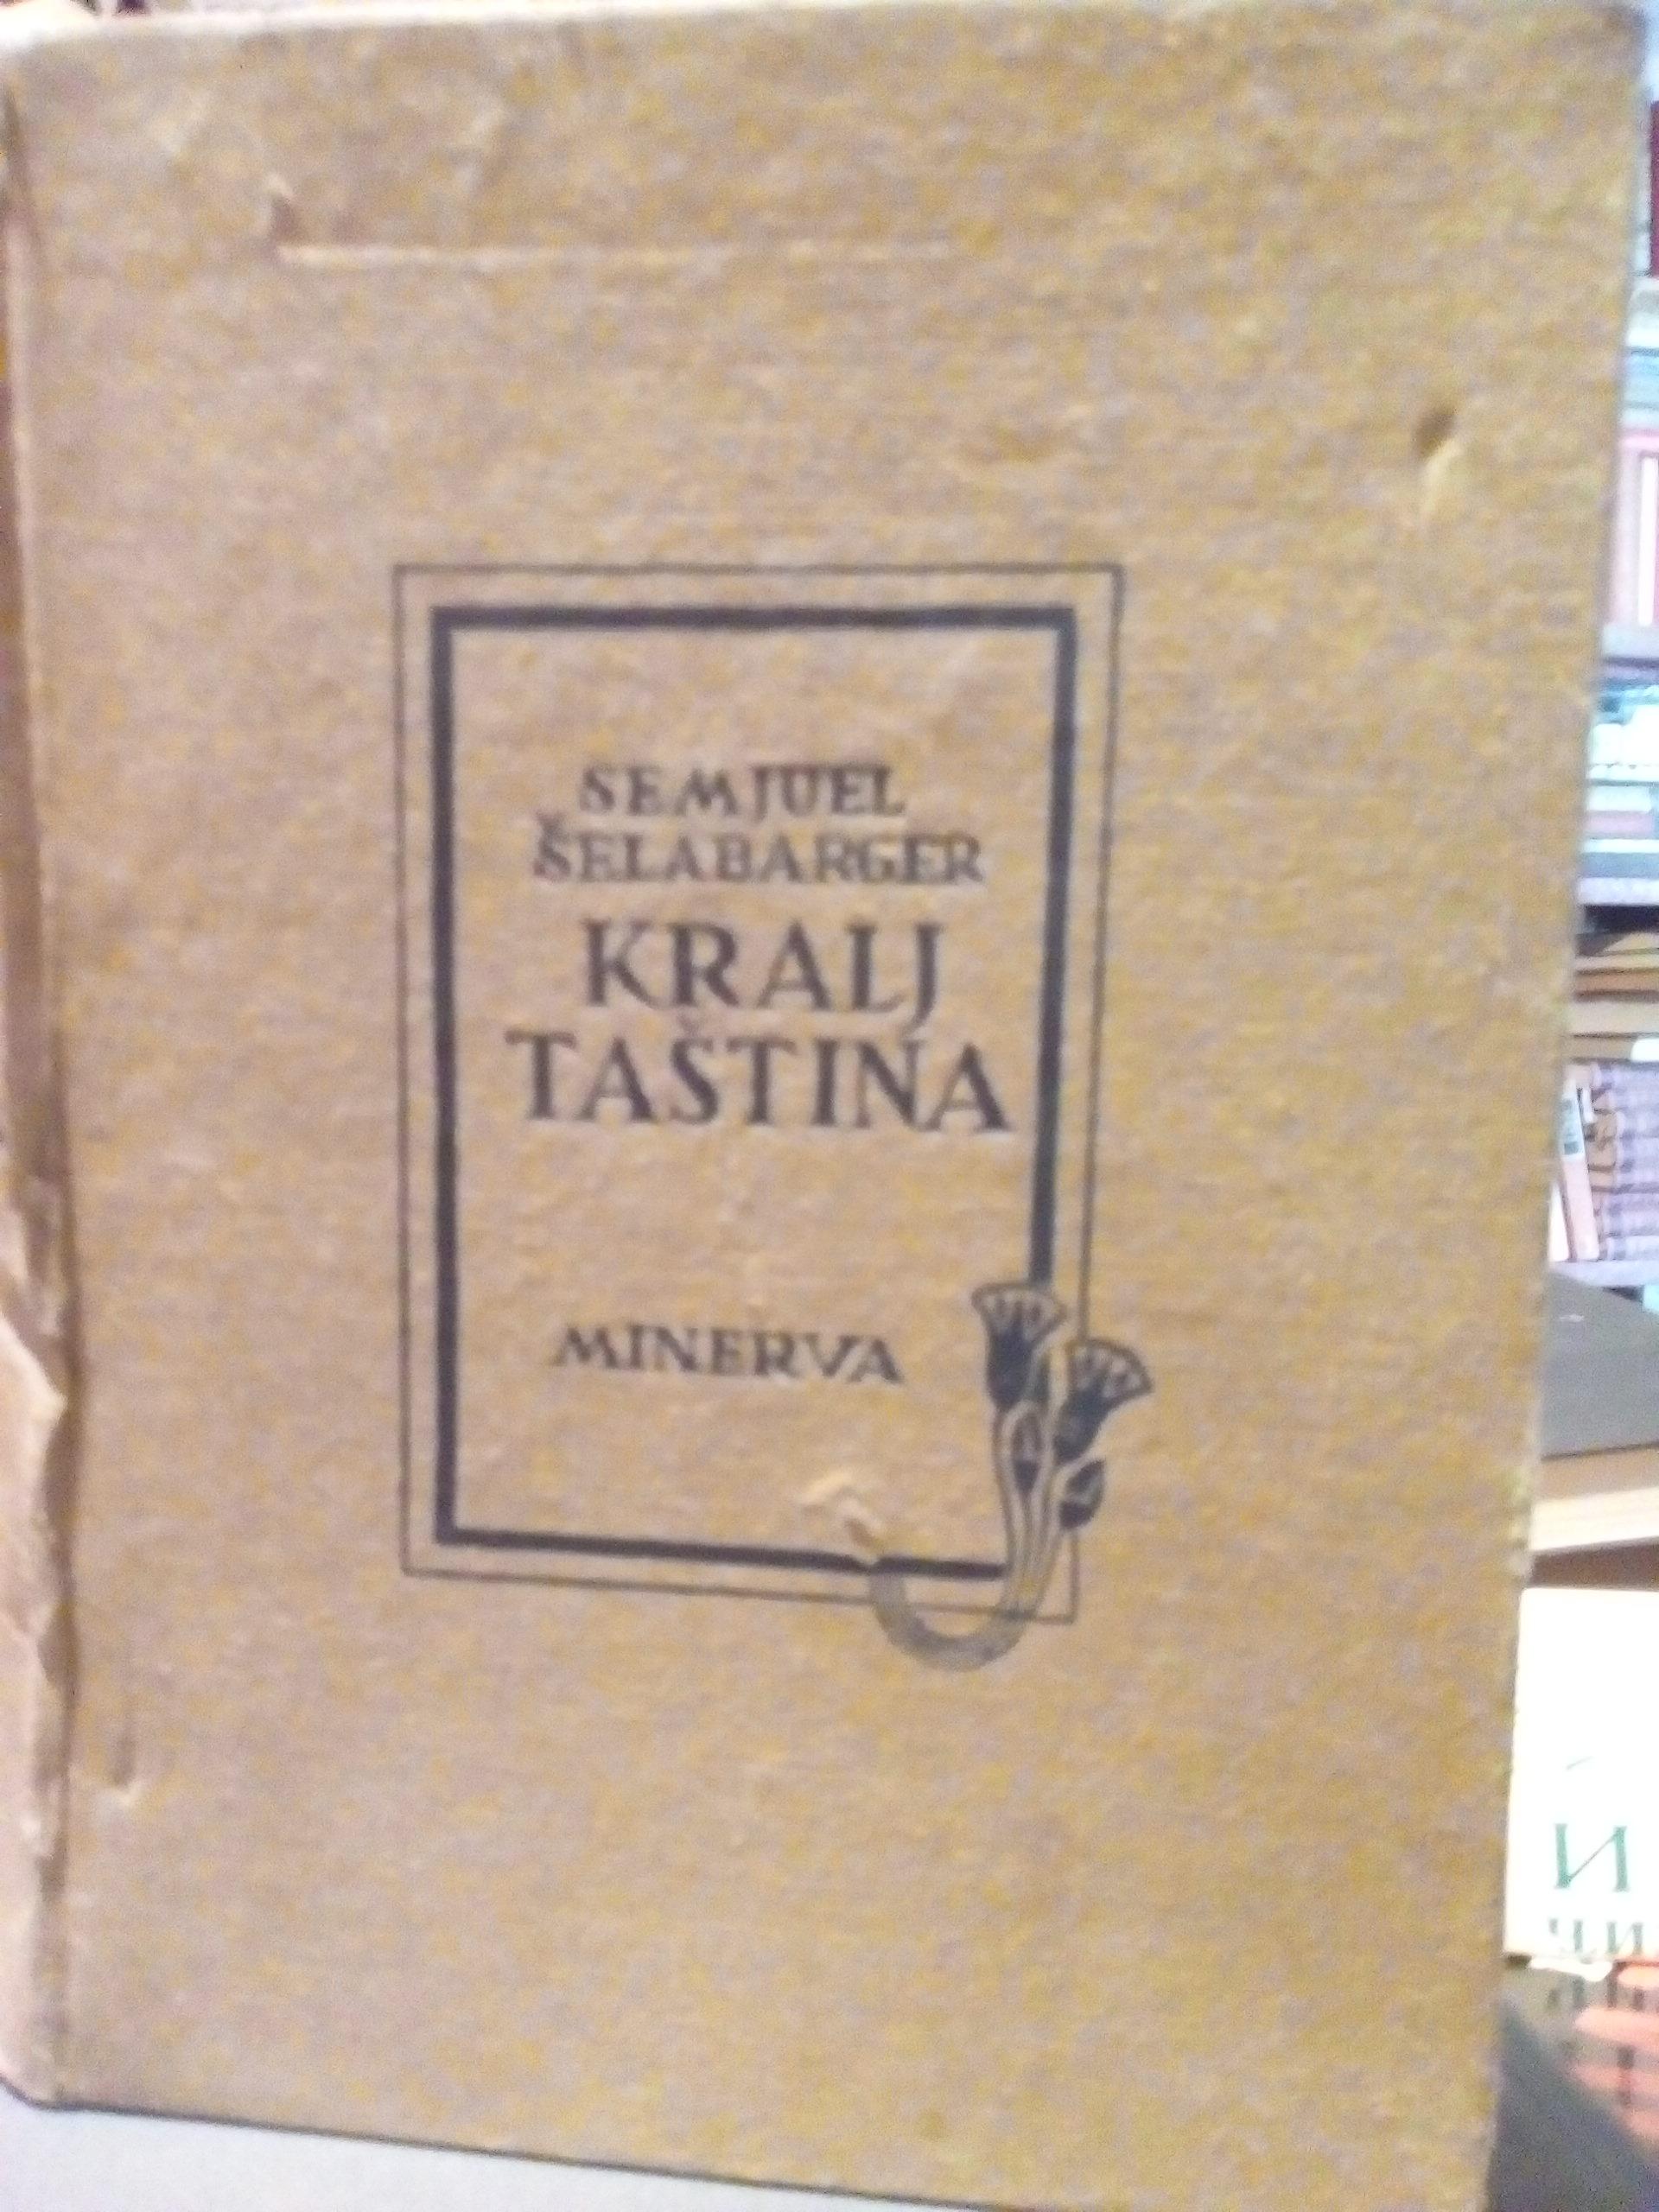 SEMJUEL
ŠELABARGER
KRALJ
TAŠTINA
MINERVA
И